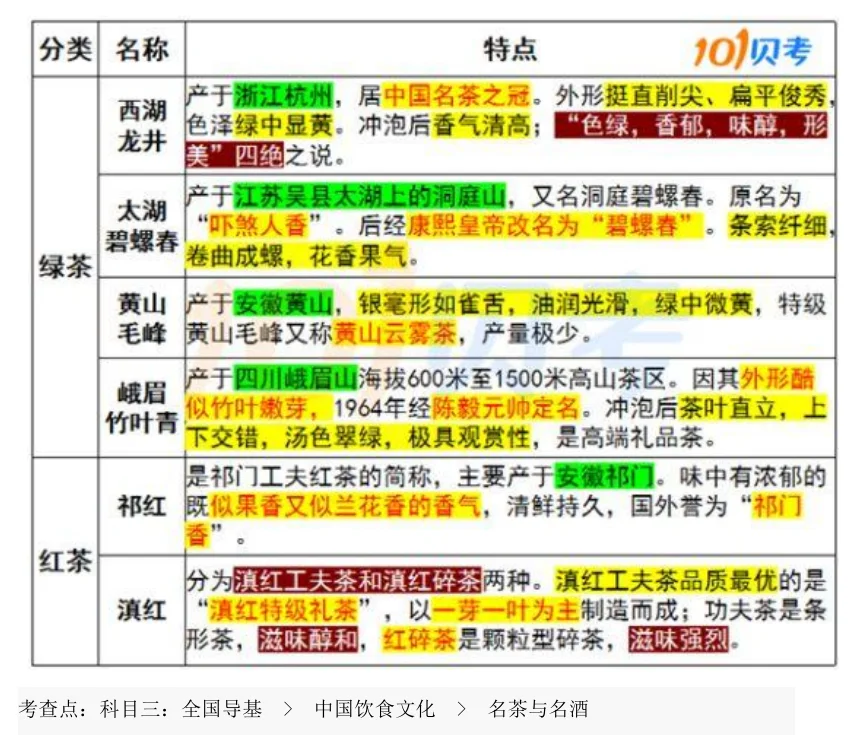 分类 名称 特点 101贝考
绿茶
西湖
龙井
产于浙江杭州，居中国名茶之冠。外形挺直削尖、扁平俊秀，
色泽绿中显黄。冲泡后香气清高；“色绿，香郁，味醇，形
美”四绝之说。
太湖
碧螺春
产于江苏吴县太湖上的洞庭山，又名洞庭碧螺春。原名为
“吓煞人香”。后经康熙皇帝改名为“碧螺春”。条索纤细，
卷曲成螺，花香果气。
黄山
毛峰
产于安徽黄山，银毫形如雀舌，油润光滑，绿中微黄，特级
黄山毛峰又称黄山云雾茶，产量极少。
峨眉
竹叶青
产于四川峨眉山海拔600米至1500米高山茶区。因其外形酷
似竹叶嫩芽，1964年经陈毅元帅定名。冲泡后茶叶直立，上
下交错，汤色翠绿，极具观赏性，是高端礼品茶。
红茶
祁红
是祁门工夫红茶的简称，主要产于安徽祁门。味中有浓郁的
既似果香又似兰花香的香气，清鲜持久，国外誉为“祁门
香”。
滇红
分为滇红工夫茶和滇红碎茶两种。滇红工夫茶品质最优的是
“滇红特级礼茶”，以一芽一叶为主制造而成；功夫茶是条
形茶，滋味醇和，红碎茶是颗粒型碎茶，滋味强烈。
考查点：科目三：全国导基 > 中国饮食文化 > 名茶与名酒